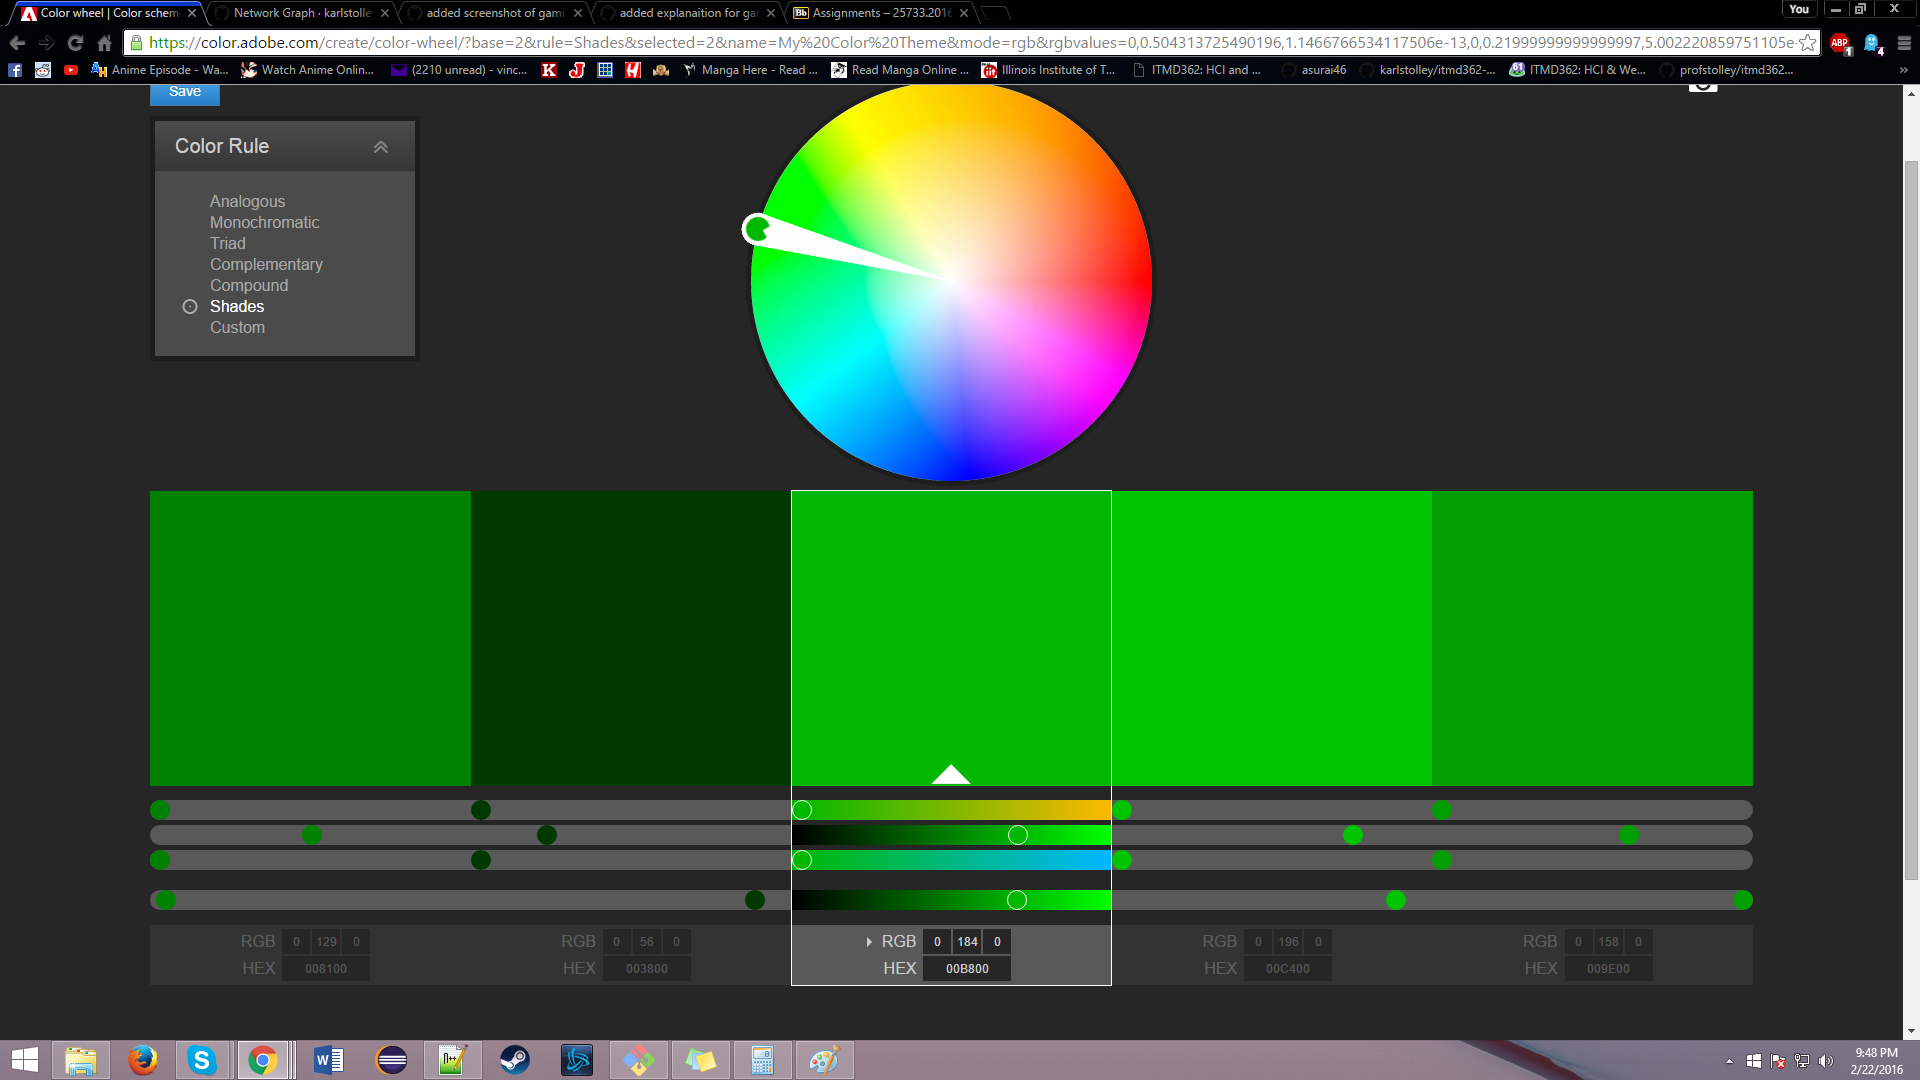 Color wheel | Color schem
Network Graph · karlstolle
added screenshot of gami
added explanaition for gar
Bb Assignments – 25733.2016
You
https://color.adobe.com/create/color-wheel/?base=2&rule=Shades&selected=2&name=My%20Color%20Theme&mode=rgb&rgbvalues=0,0.504313725490196,1.1466766534117506e-13,0,0.21999999999999997,5.002220859751105e-
ABP 1
4
Anime Episode - Wa...
Watch Anime Onlin...
(2210 unread) - vinc...
Manga Here - Read ...
Read Manga Online ...
Illinois Institute of T...
ITMD362: HCI and ...
asurai46
karlstolley/itmd362-...
ITMD362: HCI & We...
profstolley/itmd362...
Save
Color Rule
Analogous
Monochromatic
Triad
Complementary
Compound
Shades
Custom
RGB 0 129 0
HEX 008100
RGB 0 56 0
HEX 003800
RGB 0 184 0
HEX 00B800
RGB 0 196 0
HEX 00C400
RGB 0 158 0
HEX 009E00
9:48 PM
2/22/2016